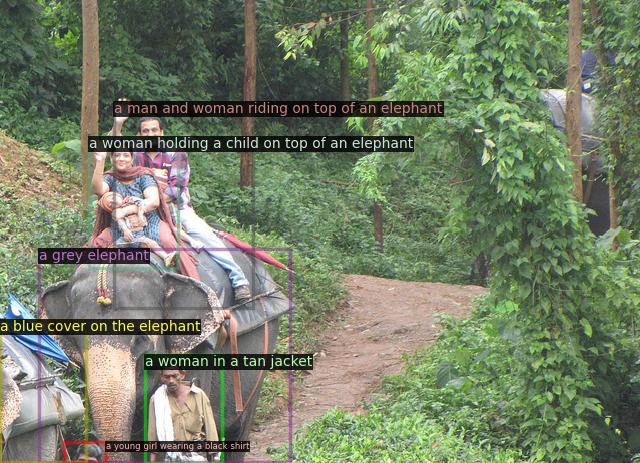 a man and woman riding on top of an elephant
a woman holding a child on top of an elephant
a grey elephant
a blue cover on the elephant
a woman in a tan jacket
a young girl wearing a black shirt